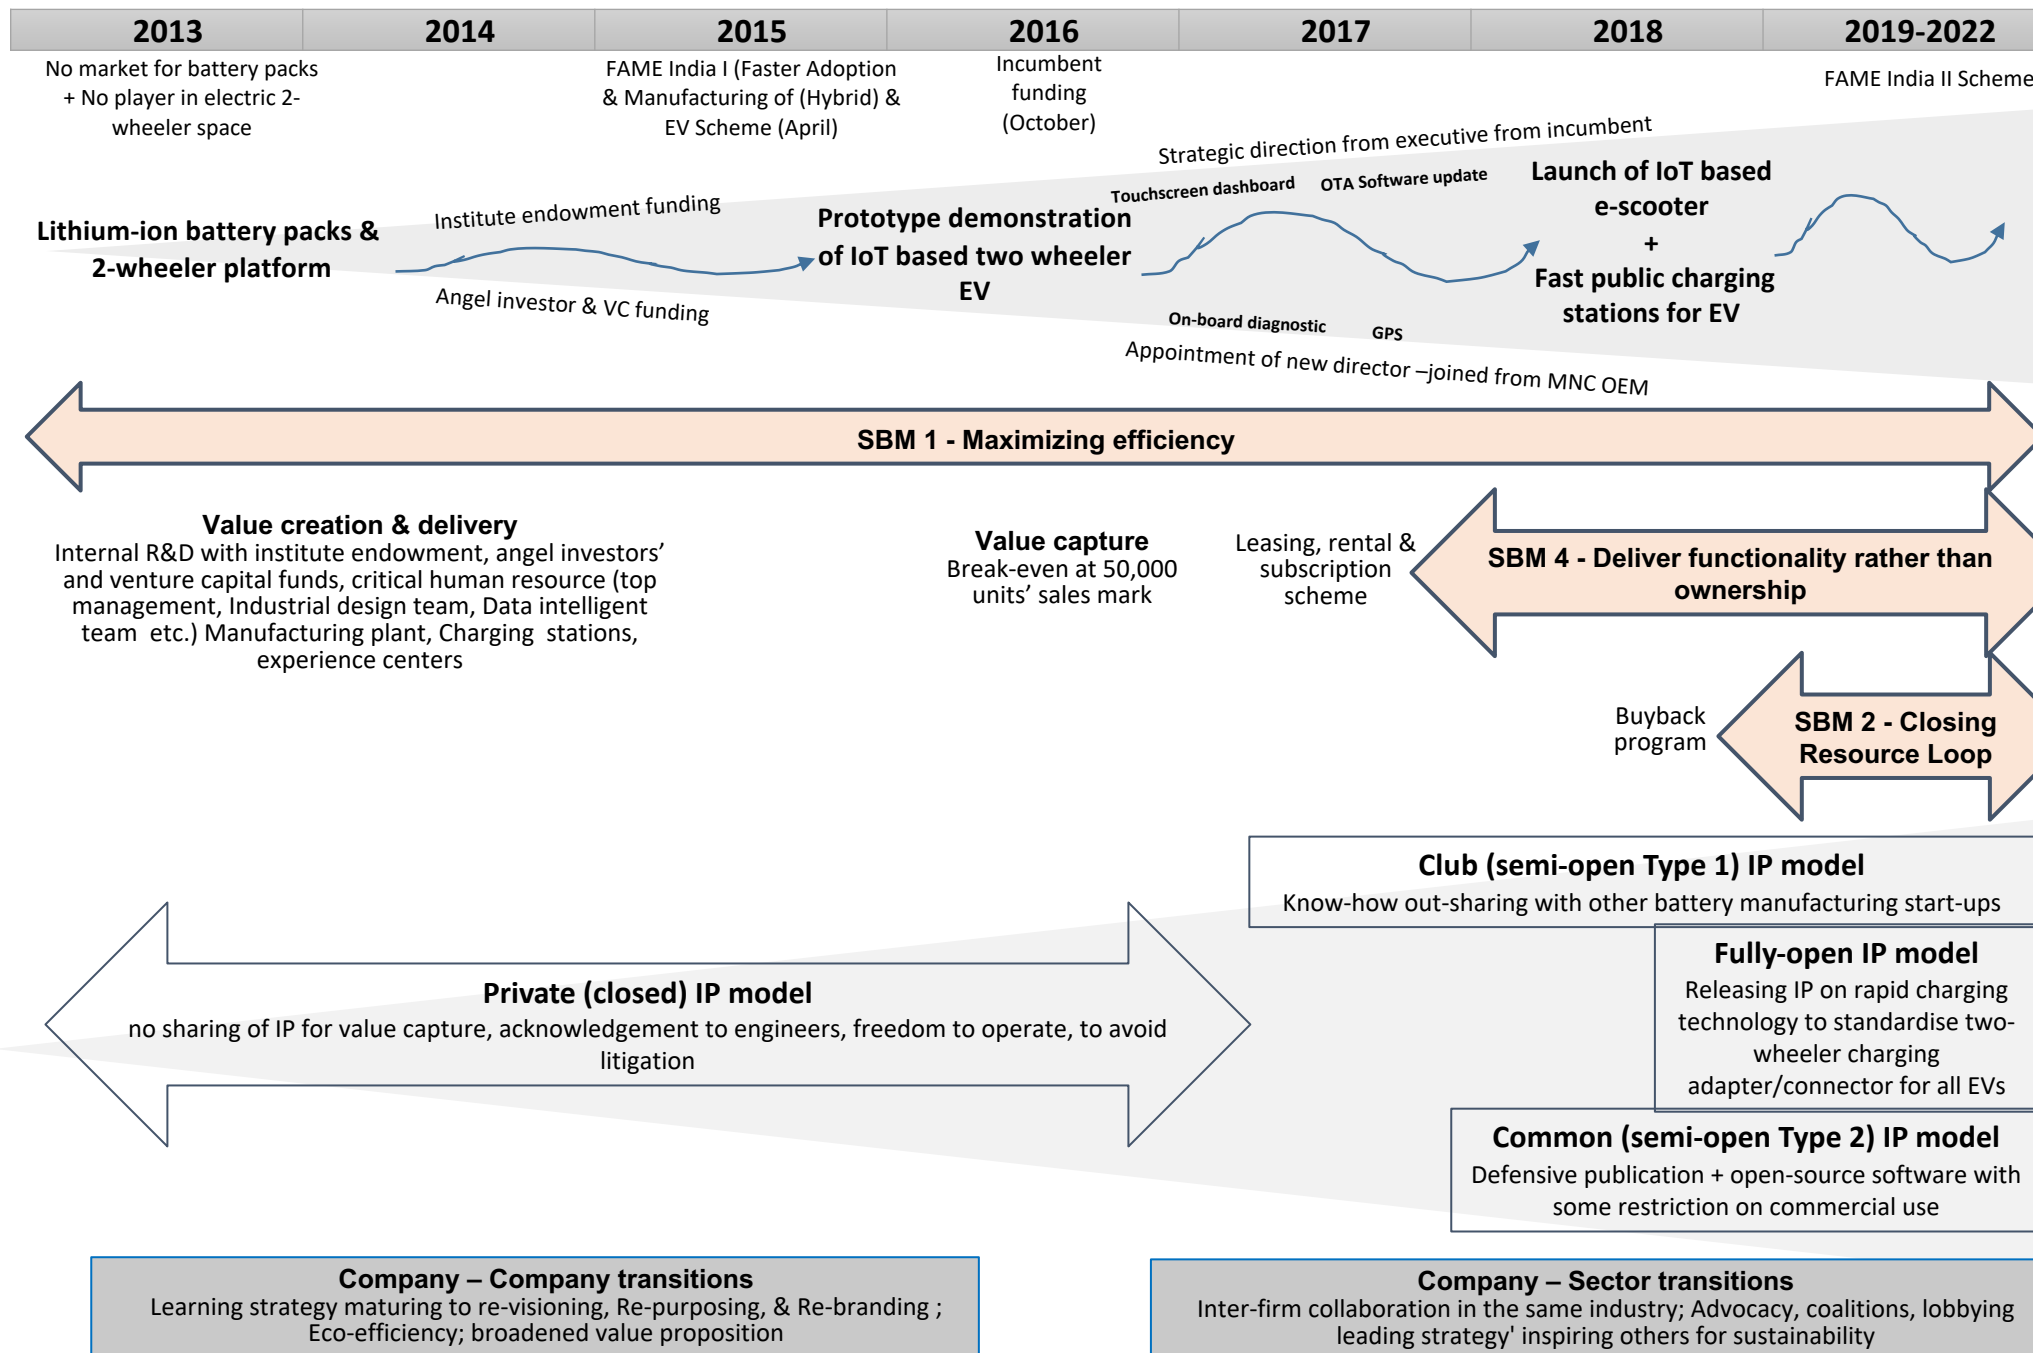 2013
2014
2015
2016
2017
2018
2019-2022
No market for battery packs
+ No player in electric 2-
wheeler space
FAME India I (Faster Adoption
& Manufacturing of (Hybrid) &
EV Scheme (April)
Incumbent
funding
(October)
FAME India II Scheme
Strategic direction from executive from incumbent
Touchscreen dashboard
OTA Software update
Institute endowment funding
Lithium-ion battery packs &
2-wheeler platform
Angel investor & VC funding
Prototype demonstration
of IoT based two wheeler
EV
Launch of IoT based
e-scooter
+
Fast public charging
stations for EV
On-board diagnostic
GPS
Appointment of new director –joined from MNC OEM
SBM 1 - Maximizing efficiency
Value creation & delivery
Internal R&D with institute endowment, angel investors’
and venture capital funds, critical human resource (top
management, Industrial design team, Data intelligent
team etc.) Manufacturing plant, Charging stations,
experience centers
Value capture
Break-even at 50,000
units’ sales mark
Leasing, rental &
subscription
scheme
SBM 4 - Deliver functionality rather than
ownership
Buyback
program
SBM 2 - Closing
Resource Loop
Club (semi-open Type 1) IP model
Know-how out-sharing with other battery manufacturing start-ups
Private (closed) IP model
no sharing of IP for value capture, acknowledgement to engineers, freedom to operate, to avoid
litigation
Fully-open IP model
Releasing IP on rapid charging
technology to standardise two-
wheeler charging
adapter/connector for all EVs
Common (semi-open Type 2) IP model
Defensive publication + open-source software with
some restriction on commercial use
Company – Company transitions
Learning strategy maturing to re-visioning, Re-purposing, & Re-branding ;
Eco-efficiency; broadened value proposition
Company – Sector transitions
Inter-firm collaboration in the same industry; Advocacy, coalitions, lobbying
leading strategy' inspiring others for sustainability